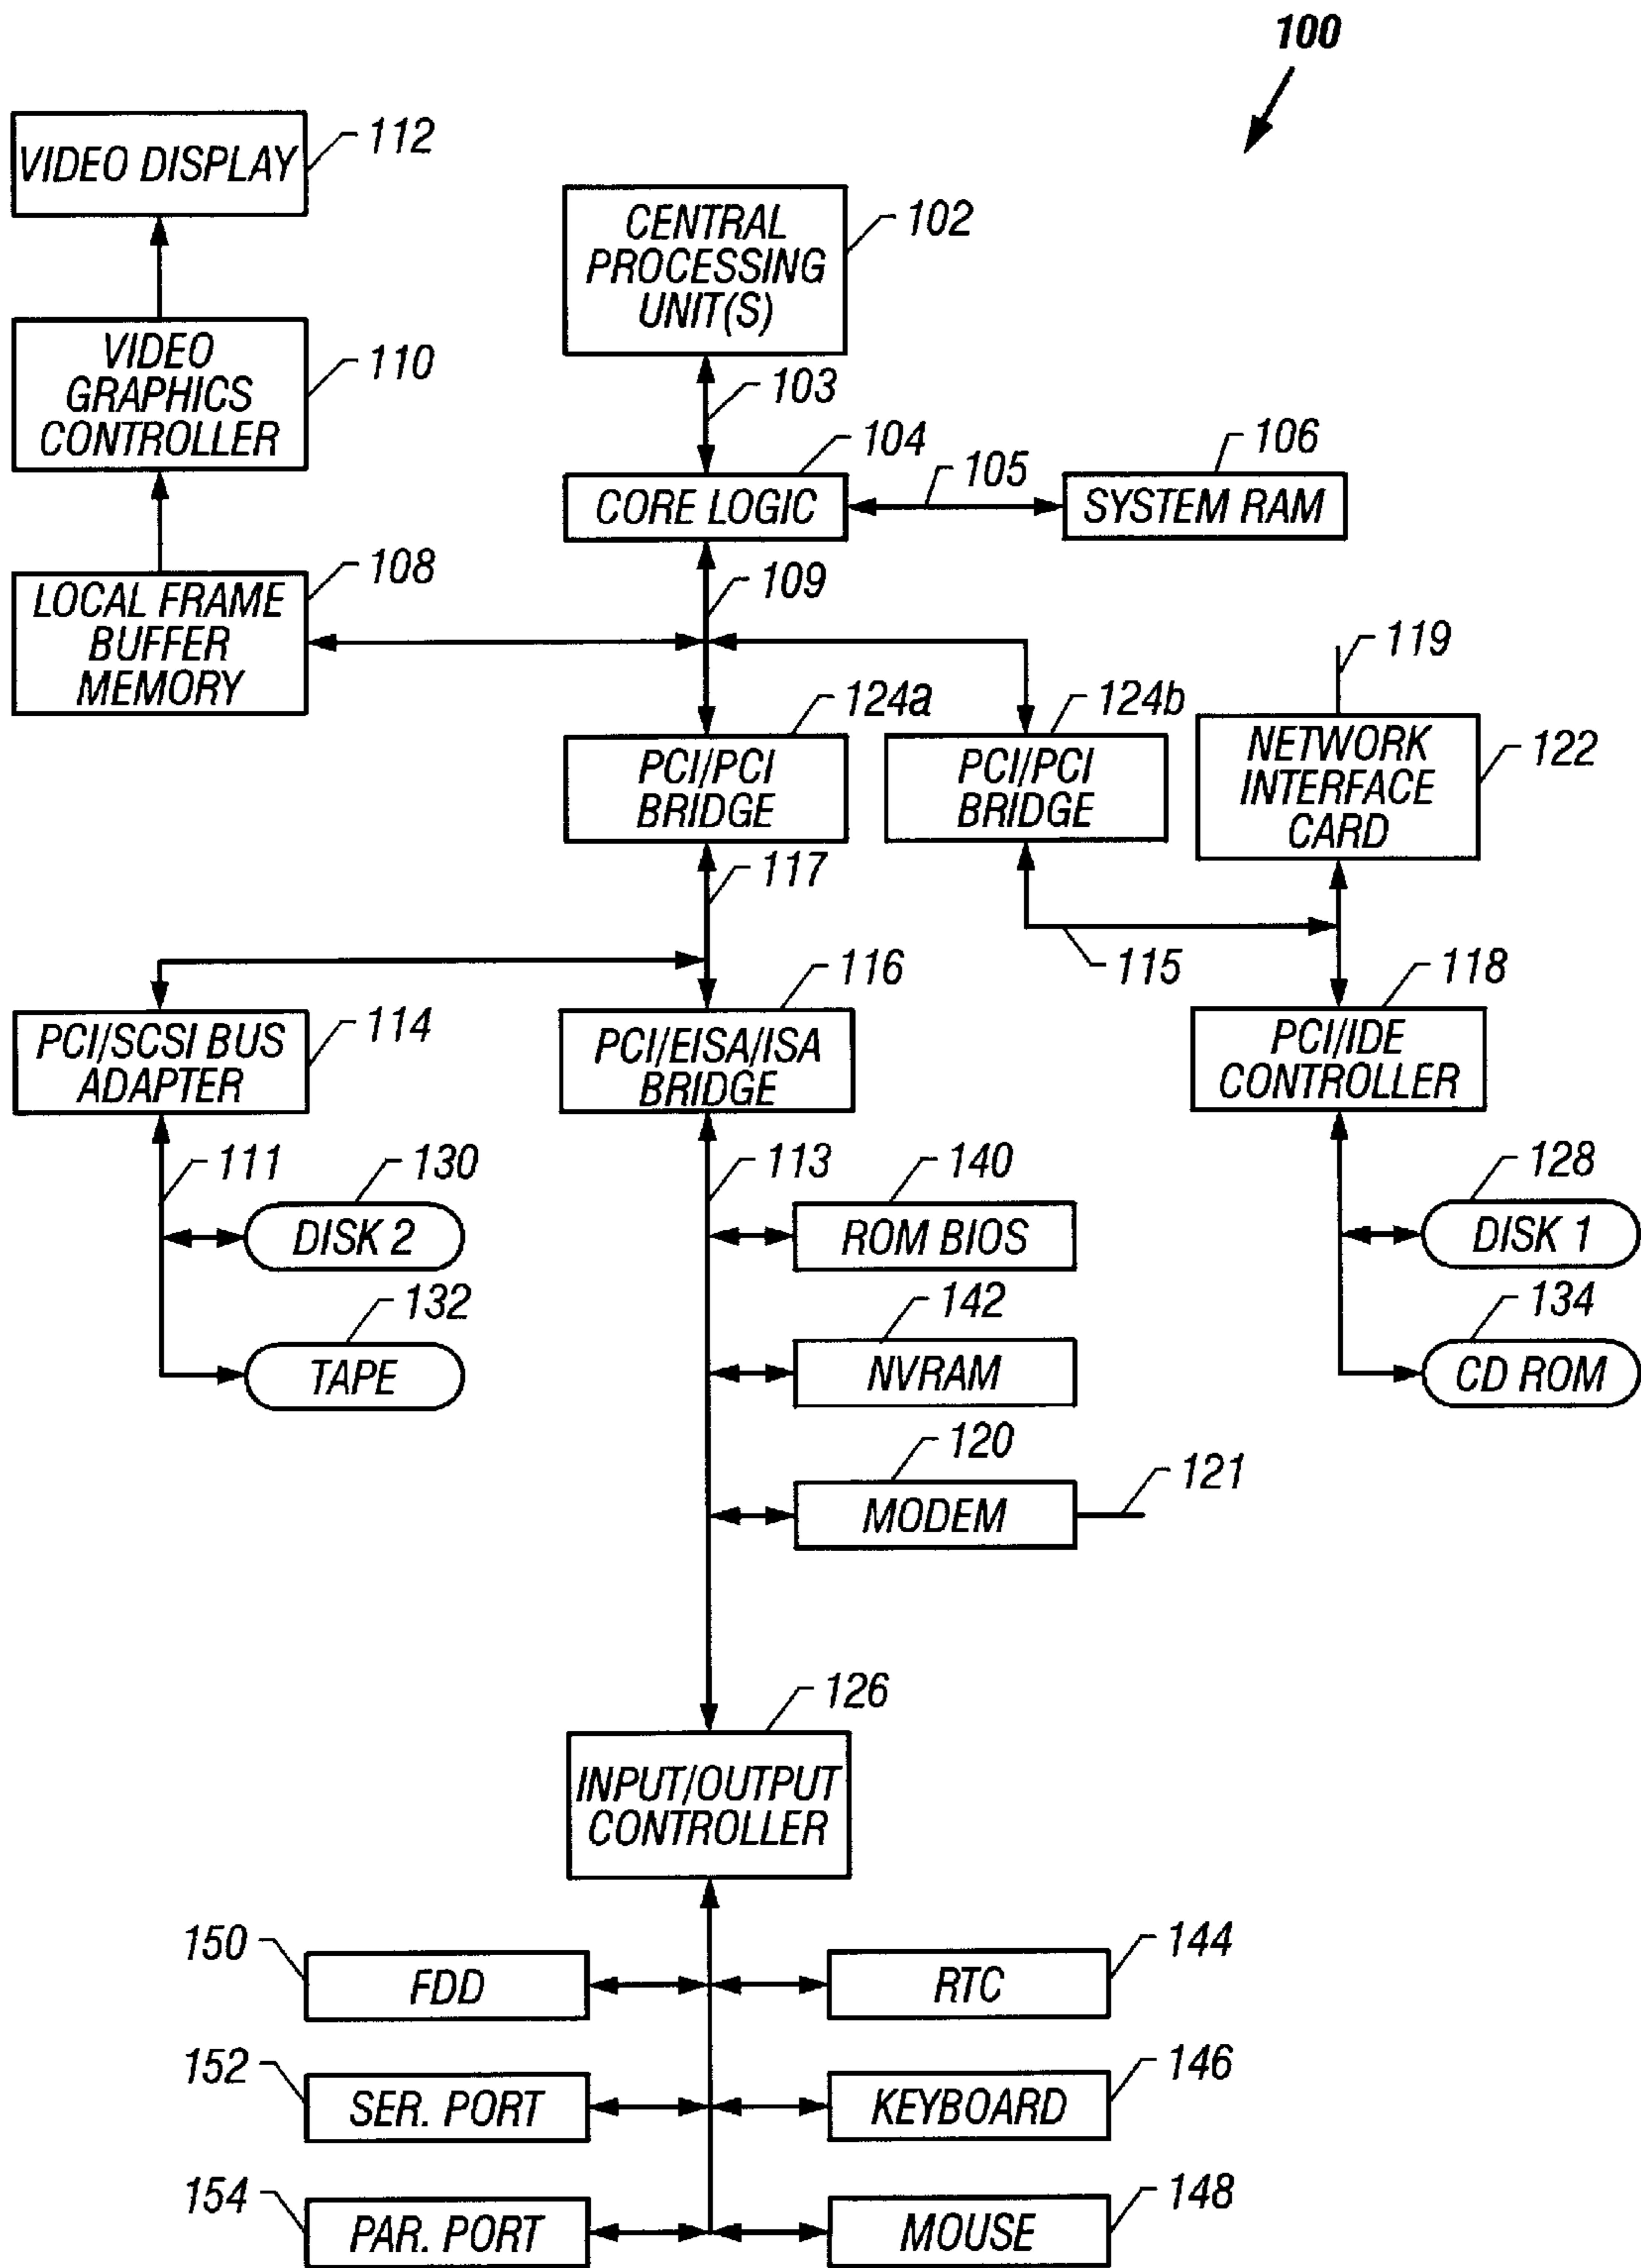 100
VIDEO DISPLAY
112
CENTRAL
PROCESSING
UNIT(S)
102
VIDEO
GRAPHICS
CONTROLLER
110
103
104
CORE LOGIC
105
106
SYSTEM RAM
LOCAL FRAME
BUFFER
MEMORY
108
109
124a
PCI/PCI
BRIDGE
124b
PCI/PCI
BRIDGE
119
NETWORK
INTERFACE
CARD
122
117
115
PCI/SCSI BUS
ADAPTER
114
116
PCI/EISA/ISA
BRIDGE
118
PCI/IDE
CONTROLLER
111
130
DISK 2
132
TAPE
113
140
ROM BIOS
142
NVRAM
120
MODEM
121
128
DISK 1
134
CD ROM
126
INPUT/OUTPUT
CONTROLLER
150
FDD
144
RTC
152
SER. PORT
146
KEYBOARD
154
PAR. PORT
148
MOUSE